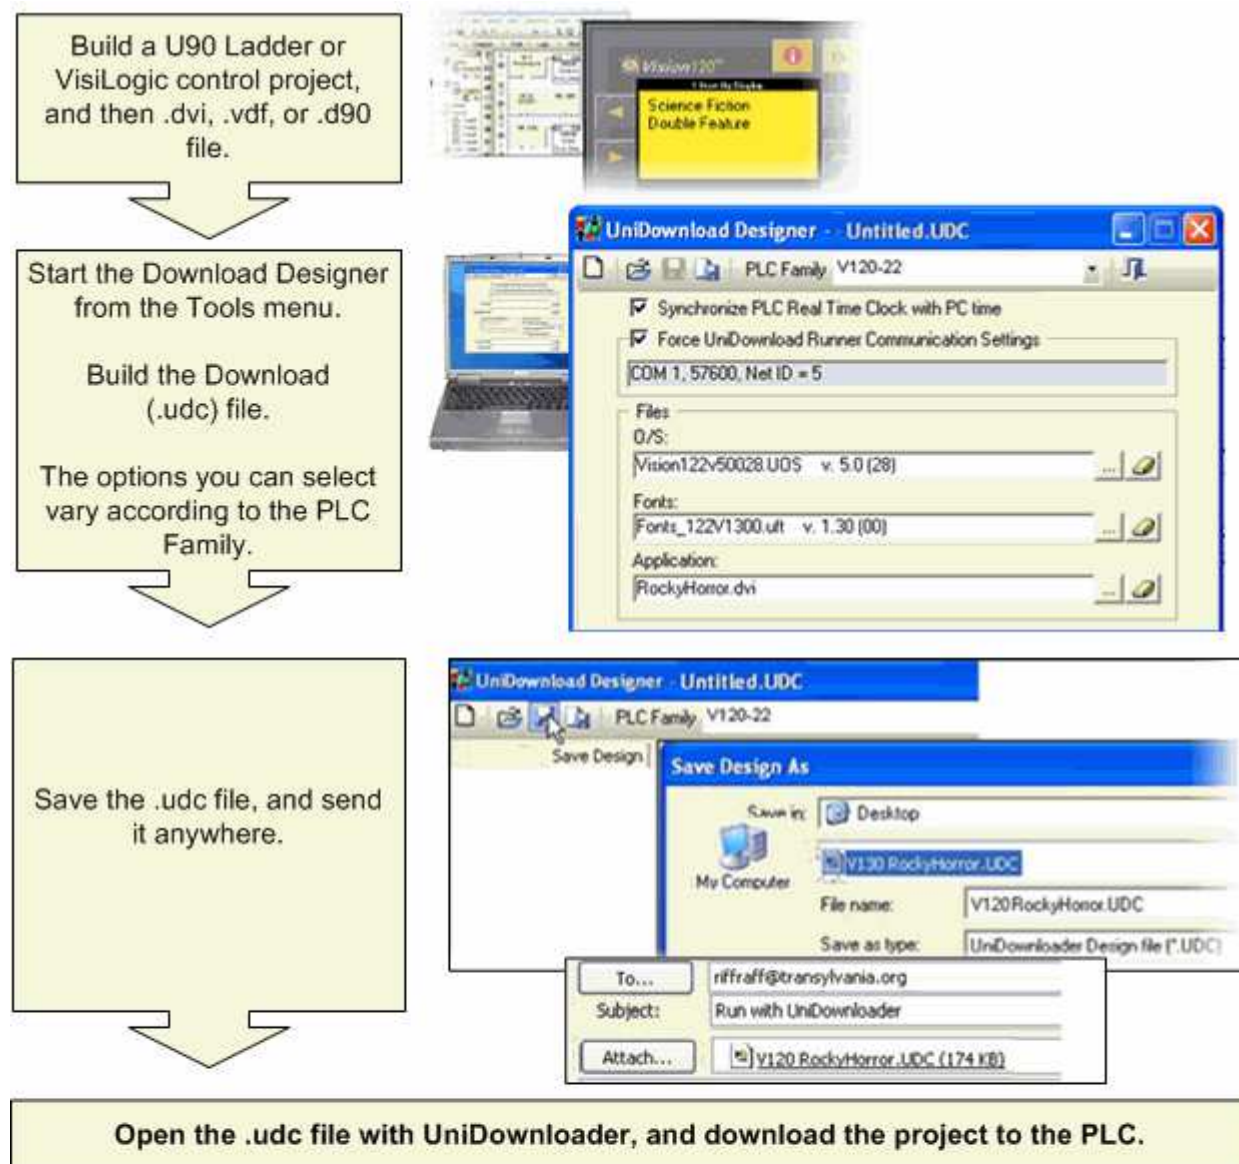 Build a U90 Ladder or
VisiLogic control project,
and then .dvi, .vdf, or .d90
file.
Vision120™
Science Fiction
Double Feature
Start the Download Designer
from the Tools menu.
Build the Download
(.udc) file.
The options you can select
vary according to the PLC
Family.
UniDownload Designer - Untitled.UDC
PLC Family V120-22
Synchronize PLC Real Time Clock with PC time
Force UniDownload Runner Communication Settings
COM 1, 57600, Net ID = 5
Files
O/S:
Vision122v50028.UOS v. 5.0 (28)
...
Fonts:
Fonts_122V1300.uft v. 1.30 (00)
...
Application:
RockyHorror.dvi
...
Save the .udc file, and send
it anywhere.
UniDownload Designer - Untitled.UDC
PLC Family V120-22
Save Design
Save Design As
Save in: Desktop
My Computer
V130 RockyHorror.UDC
File name: V120RockyHorror.UDC
Save as type: UniDownloader Design file (*.UDC)
To... riffraff@transylvania.org
Subject: Run with UniDownloader
Attach... V120 RockyHorror.UDC (174 KB)
Open the .udc file with UniDownloader, and download the project to the PLC.